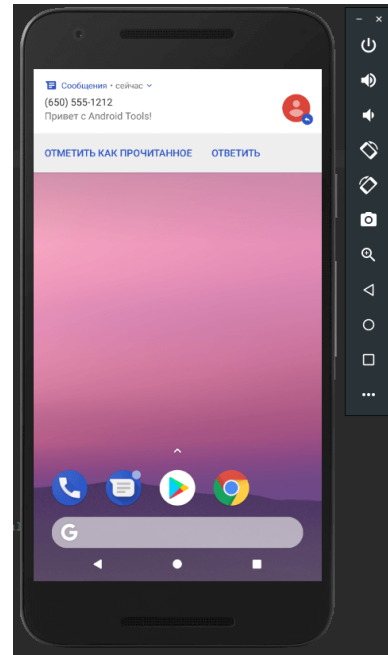 Сообщения • сейчас
(650) 555-1212
Привет с Android Tools!
ОТМЕТИТЬ КАК ПРОЧИТАННОЕ ОТВЕТИТЬ
G